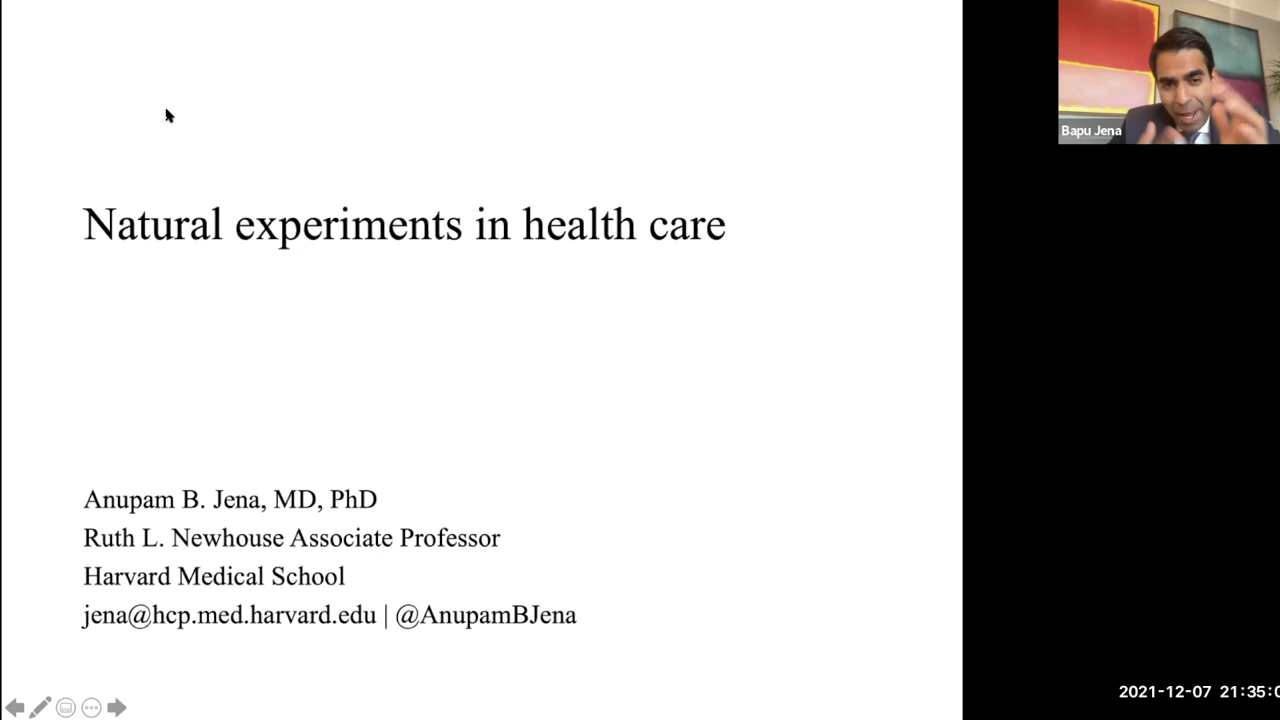 Bapu Jena
Natural experiments in health care
Anupam B. Jena, MD, PhD
Ruth L. Newhouse Associate Professor
Harvard Medical School
jena@hcp.med.harvard.edu | @AnupamBJena
2021-12-07 21:35:0